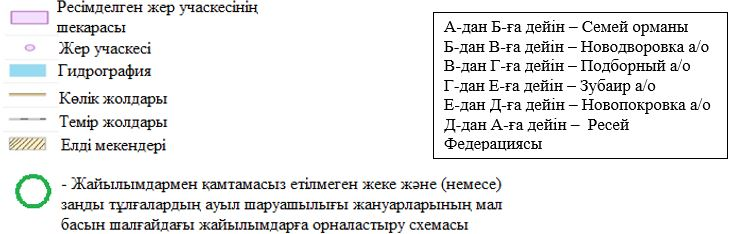 Ресімделген жер учаскесінің
шекарасы
Жер учаскесі
Гидрография
Көлік жолдары
Темір жолдары
Елді мекендері
- Жайылымдармен қамтамасыз етілмеген жеке және (немесе)
заңды тұлғалардың ауыл шаруашылығы жануарларының мал
басын шалғайдағы жайылымдарға орналастыру схемасы
А-дан Б-ға дейін – Семей орманы
Б-дан В-ға дейін – Новодворовка а/о
В-дан Г-ға дейін – Подборный а/о
Г-дан Е-ға дейін – Зубаир а/о
Е-дан Д-ға дейін – Новопокровка а/о
Д-дан А-ға дейін – Ресей
Федерациясы